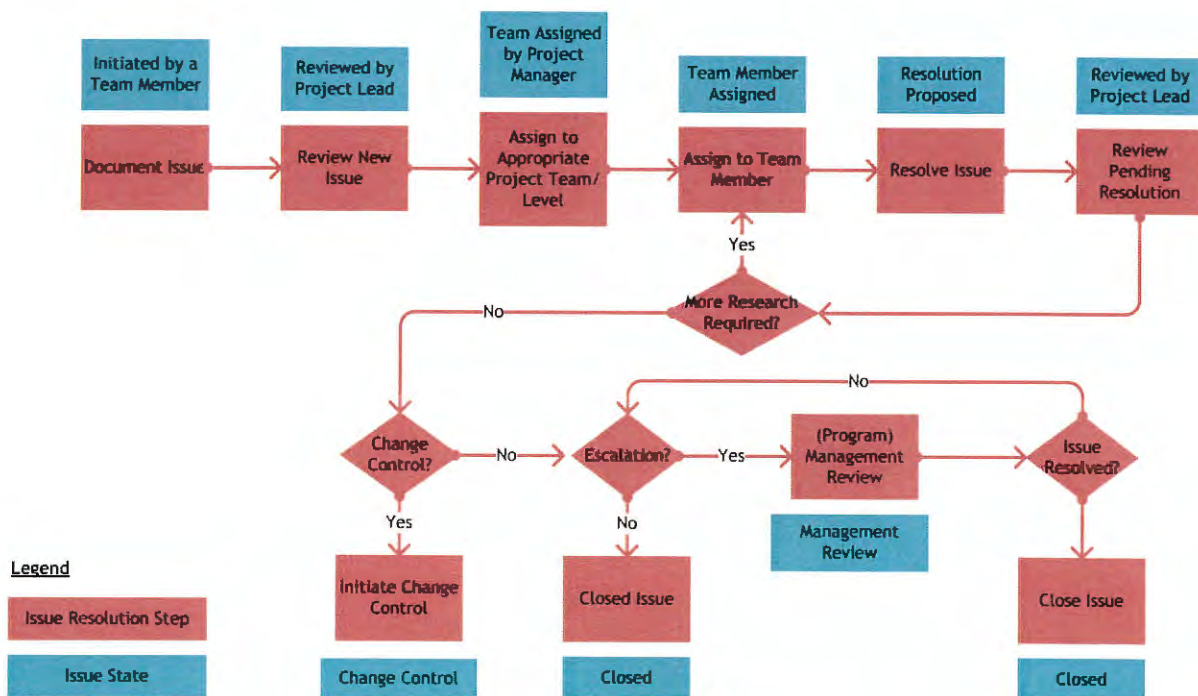 Initiated by a
Team Member
Reviewed by
Project Lead
Team Assigned
by Project
Manager
Team Member
Assigned
Resolution
Proposed
Reviewed by
Project Lead
Document Issue
Review New
Issue
Assign to
Appropriate
Project Team/
Level
Assign to Team
Member
Resolve Issue
Review
Pending
Resolution
Yes
More Research
Required?
No
No
Change
Control?
No
Escalation?
Yes
(Program)
Management
Review
Issue
Resolved?
Yes
No
Management
Review
Legend
Initiate Change
Control
Closed Issue
Close Issue
Issue Resolution Step
Issue State
Change Control
Closed
Closed